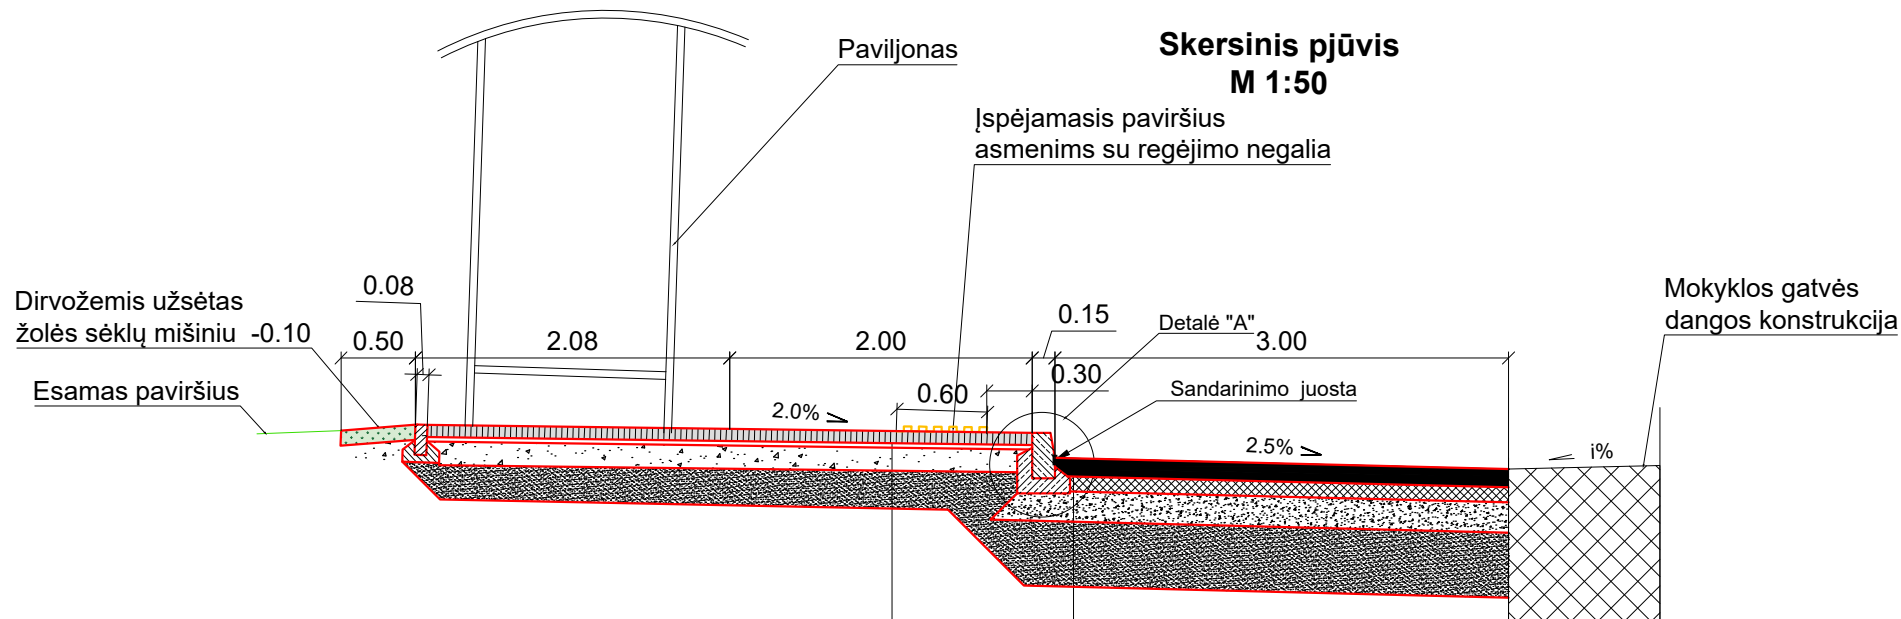 Skersinis pjūvis
M 1:50
Paviljonas
Įspėjamasis paviršius
asmenims su regėjimo negalia
Dirvožemis užsėtas
žolės sėklų mišiniu -0.10
Esamas paviršius
0.08
0.50
2.08
2.00
0.15
Detalė "A"
3.00
0.60
0.30
Sandarinimo juosta
2.0%
2.5%
i%
Mokyklos gatvės
dangos konstrukcija